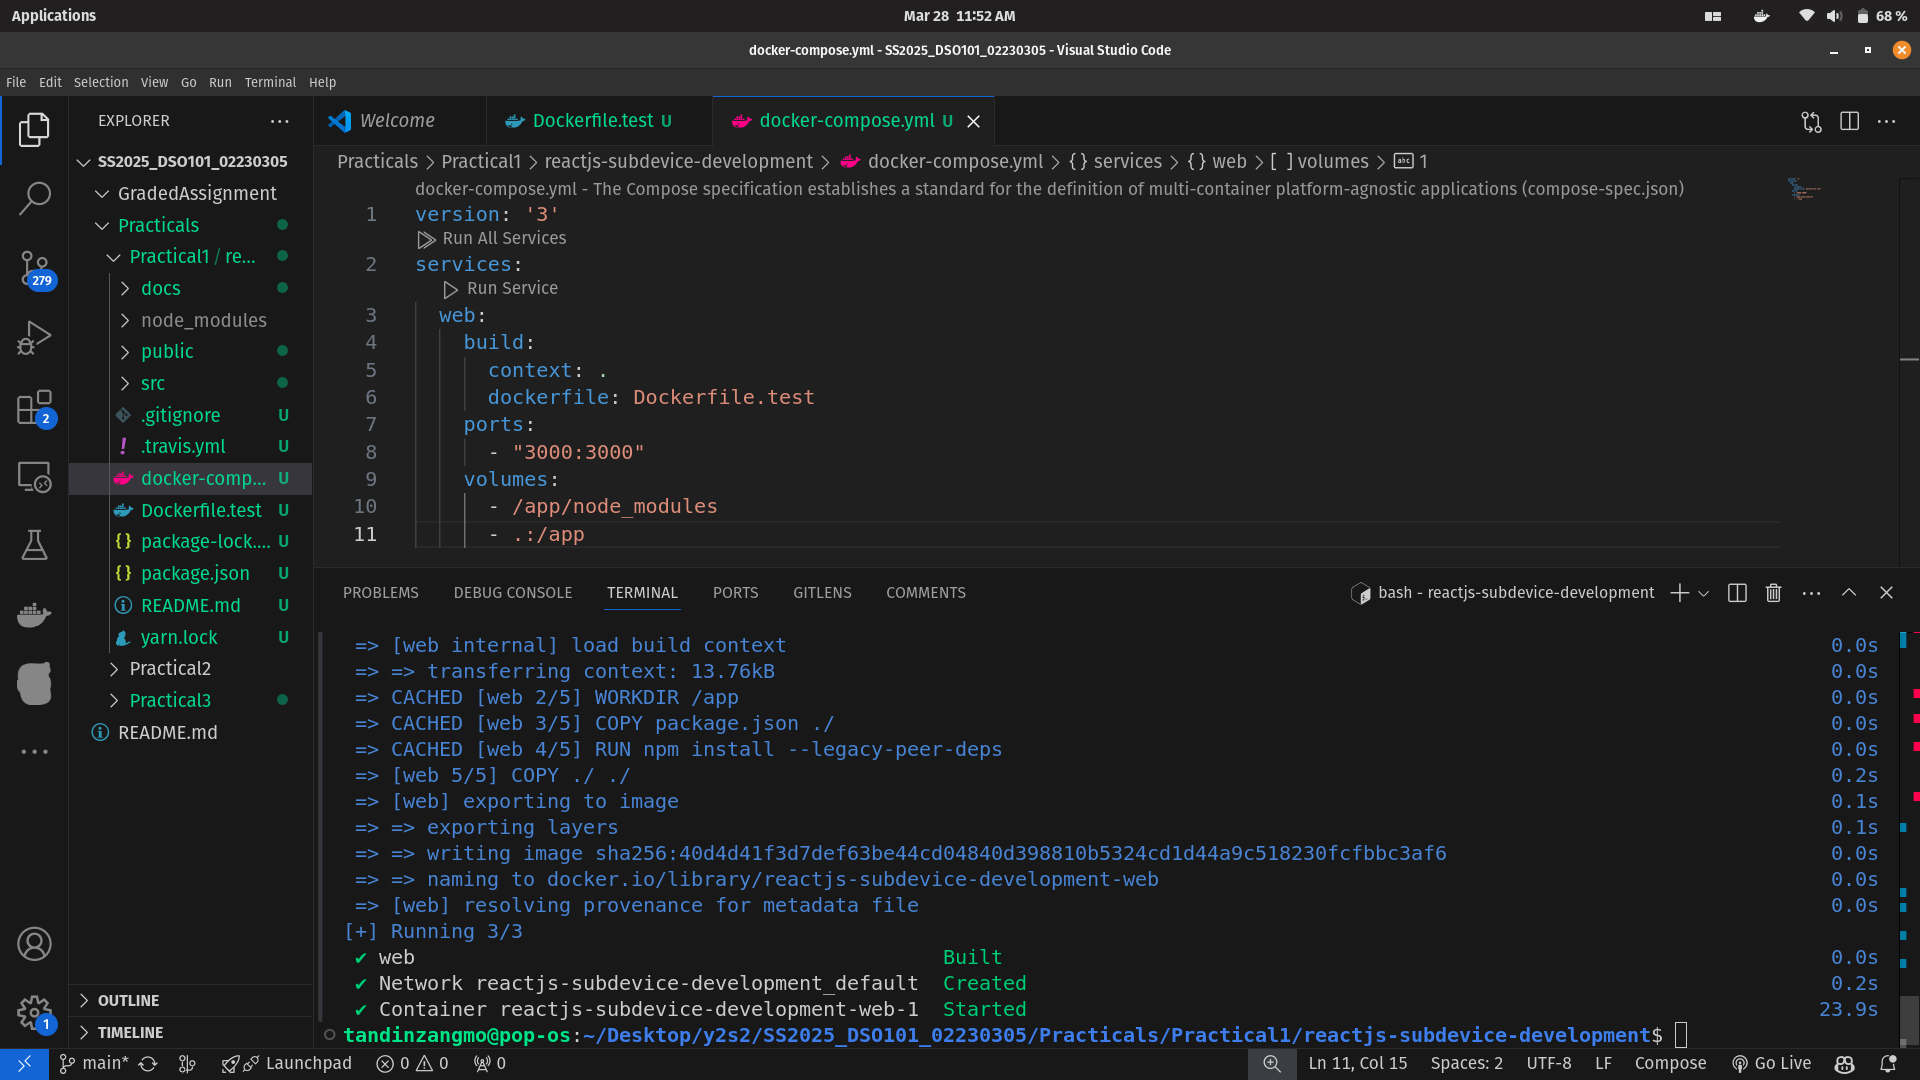 Applications
Mar 28 11:52 AM
68 %
docker-compose.yml - SS2025_DSO101_02230305 - Visual Studio Code
File Edit Selection View Go Run Terminal Help
EXPLORER
Welcome
Dockerfile.test U
docker-compose.yml U
SS2025_DSO101_02230305
GradedAssignment
Practicals
Practical1 / re...
docs
node_modules
public
src
.gitignore U
.travis.yml U
docker-comp... U
Dockerfile.test U
package-lock.... U
package.json U
README.md U
yarn.lock U
Practical2
Practical3
README.md
OUTLINE
TIMELINE
279
2
1
Practicals > Practical1 > reactjs-subdevice-development > docker-compose.yml > {} services > {} web > [ ] volumes > abc 1
docker-compose.yml - The Compose specification establishes a standard for the definition of multi-container platform-agnostic applications (compose-spec.json)
1 version: '3'
Run All Services
2 services:
Run Service
3 web:
4 build:
5 context: .
6 dockerfile: Dockerfile.test
7 ports:
8 - "3000:3000"
9 volumes:
10 - /app/node_modules
11 - .:/app
PROBLEMS DEBUG CONSOLE TERMINAL PORTS GITLENS COMMENTS
bash - reactjs-subdevice-development
=> [web internal] load build context 0.0s
=> => transferring context: 13.76kB 0.0s
=> CACHED [web 2/5] WORKDIR /app 0.0s
=> CACHED [web 3/5] COPY package.json ./ 0.0s
=> CACHED [web 4/5] RUN npm install --legacy-peer-deps 0.0s
=> [web 5/5] COPY ./ ./ 0.2s
=> [web] exporting to image 0.1s
=> => exporting layers 0.1s
=> => writing image sha256:40d4d41f3d7def63be44cd04840d398810b5324cd1d44a9c518230fcfbbc3af6 0.0s
=> => naming to docker.io/library/reactjs-subdevice-development-web 0.0s
=> [web] resolving provenance for metadata file 0.0s
[+] Running 3/3
✔ web Built 0.0s
✔ Network reactjs-subdevice-development_default Created 0.2s
✔ Container reactjs-subdevice-development-web-1 Started 23.9s
tandinzangmo@pop-os:~/Desktop/y2s2/SS2025_DSO101_02230305/Practicals/Practical1/reactjs-subdevice-development$
main* Launchpad 0 0 0
Ln 11, Col 15 Spaces: 2 UTF-8 LF Compose Go Live